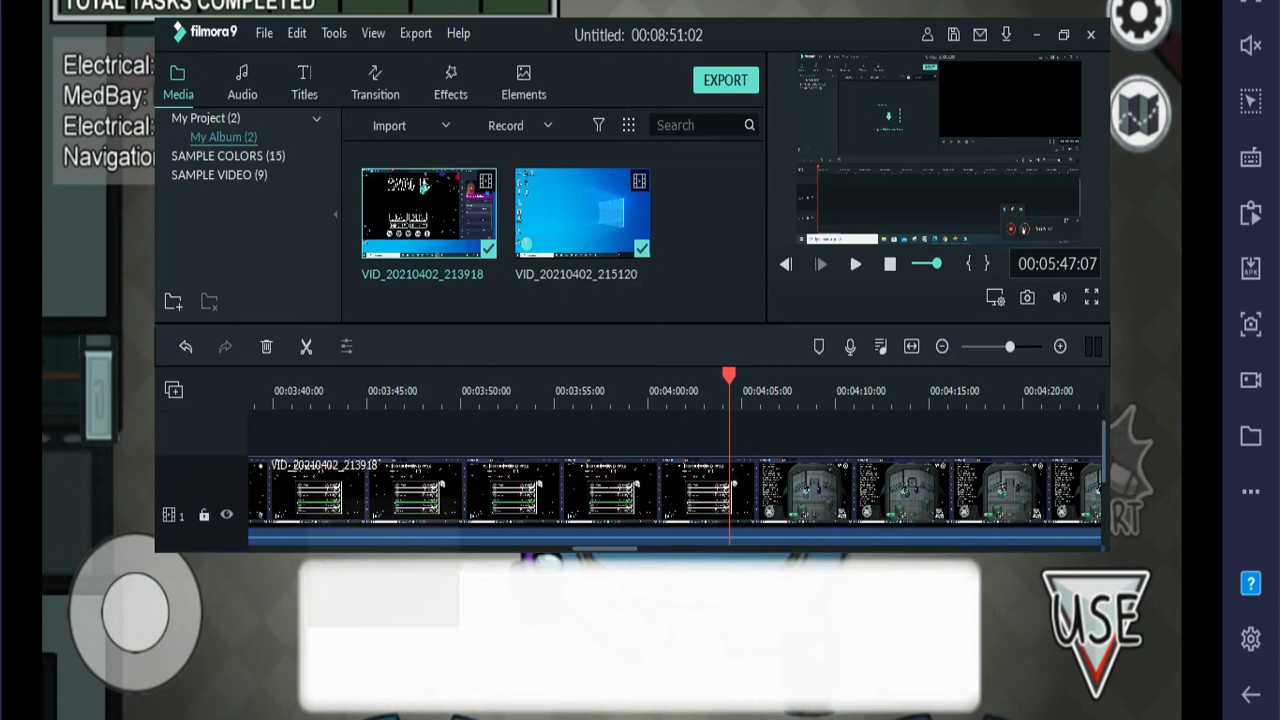 TOTAL TASKS COMPLETED
Electrical:
MedBay:
Electrical:
Navigation
filmora9
File
Edit
Tools
View
Export
Help
Untitled: 00:08:51:02
Media
Audio
Titles
Transition
Effects
Elements
EXPORT
My Project (2)
My Album (2)
SAMPLE COLORS (15)
SAMPLE VIDEO (9)
Import
Record
Search
VID_20210402_213918
VID_20210402_215120
00:05:47:07
00:03:40:00
00:03:45:00
00:03:50:00
00:03:55:00
00:04:00:00
00:04:05:00
00:04:10:00
00:04:15:00
00:04:20:00
VID_20210402_213918
1
APK
?
USE